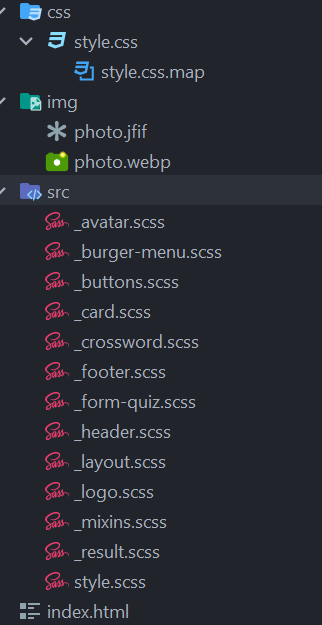 css
style.css
style.css.map
img
photo.jfif
photo.webp
src
_avatar.scss
_burger-menu.scss
_buttons.scss
_card.scss
_crossword.scss
_footer.scss
_form-quiz.scss
_header.scss
_layout.scss
_logo.scss
_mixins.scss
_result.scss
style.scss
index.html